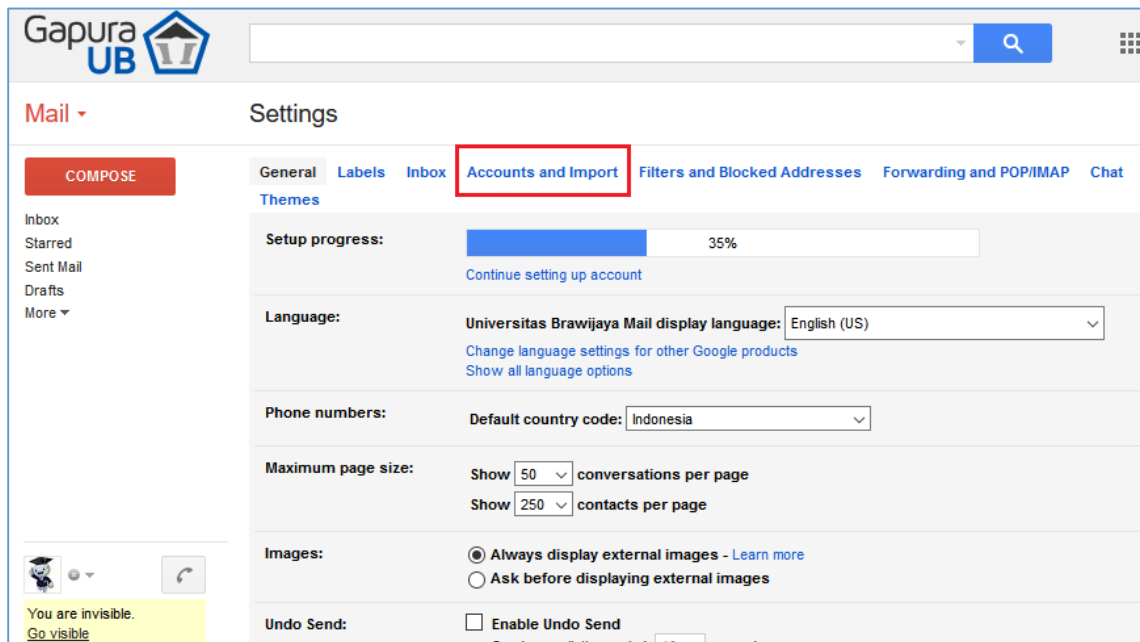 Gapura
UB
Mail
Settings
COMPOSE
General Labels Inbox Accounts and Import Filters and Blocked Addresses Forwarding and POP/IMAP Chat
Themes
Inbox
Starred
Sent Mail
Drafts
More
Setup progress: 35%
Continue setting up account
Language: Universitas Brawijaya Mail display language: English (US)
Change language settings for other Google products
Show all language options
Phone numbers: Default country code: Indonesia
Maximum page size: Show 50 conversations per page
Show 250 contacts per page
Images: Always display external images - Learn more
Ask before displaying external images
You are invisible.
Go visible
Undo Send: Enable Undo Send